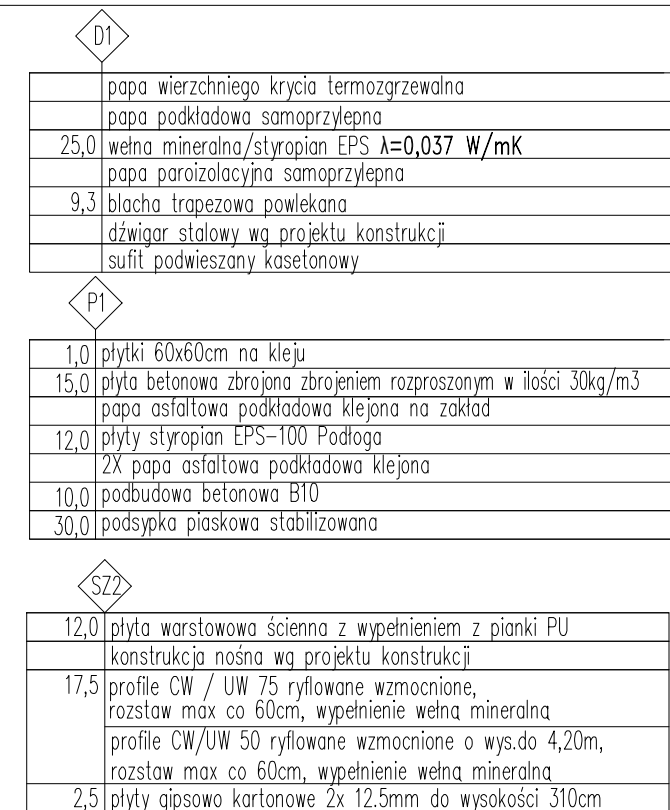 D1
papa wierzchniego krycia termozgrzewalna
papa podkładowa samoprzylepna
25,0 wełna mineralna/styropian EPS λ=0,037 W/mK
papa paroizolacyjna samoprzylepna
9,3 blacha trapezowa powlekana
dźwigar stalowy wg projektu konstrukcji
sufit podwieszany kasetonowy
P1
1,0 płytki 60x60cm na kleju
15,0 płyta betonowa zbrojona zbrojeniem rozproszonym w ilości 30kg/m3
papa asfaltowa podkładowa klejona na zakład
12,0 płyty styropian EPS-100 Podłoga
2X papa asfaltowa podkładowa klejona
10,0 podbudowa betonowa B10
30,0 podsypka piaskowa stabilizowana
SZ2
12,0 płyta warstowowa ścienna z wypełnieniem z pianki PU
konstrukcja nośna wg projektu konstrukcji
17,5 profile CW / UW 75 ryflowane wzmocnione,
rozstaw max co 60cm, wypełnienie wełną mineralną
profile CW/UW 50 ryflowane wzmocnione o wys.do 4,20m,
rozstaw max co 60cm, wypełnienie wełną mineralną
2,5 płyty gipsowo kartonowe 2x 12.5mm do wysokości 310cm